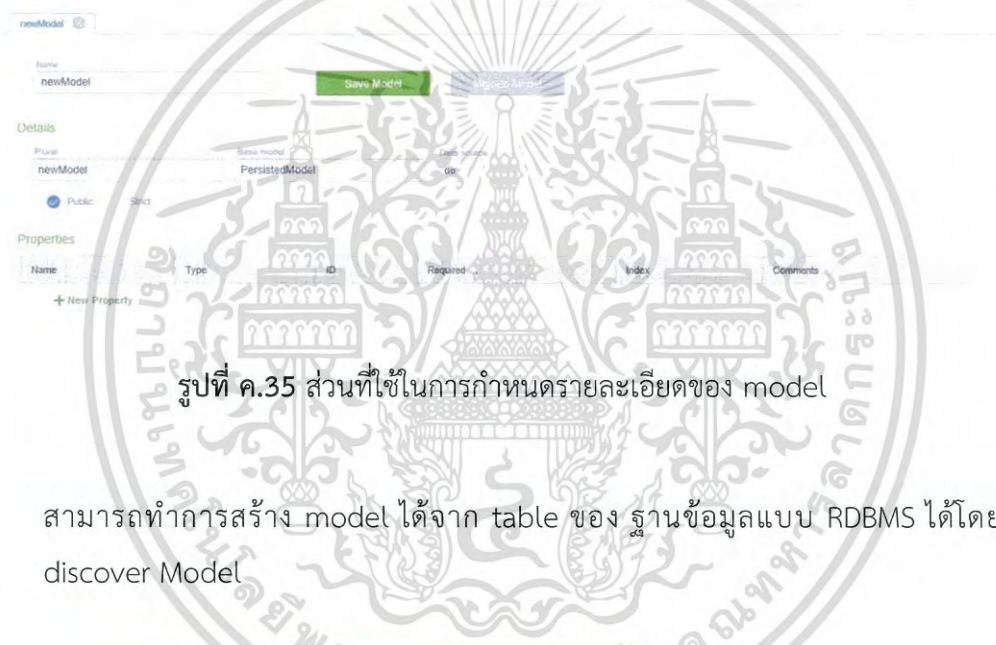 newModel
Name
newModel
Save Model
Migrate Model
Details
Plural
Base model
Data source
newModel
PersistedModel
db
Public
Strict
Properties
Name
Type
ID
Required
Index
Comments
+ New Property
รูปที่ ค.35 ส่วนที่ใช้ในการกำหนดรายละเอียดของ model
สามารถทำการสร้าง model ได้จาก table ของ ฐานข้อมูลแบบ RDBMS ได้โดย
discover Model